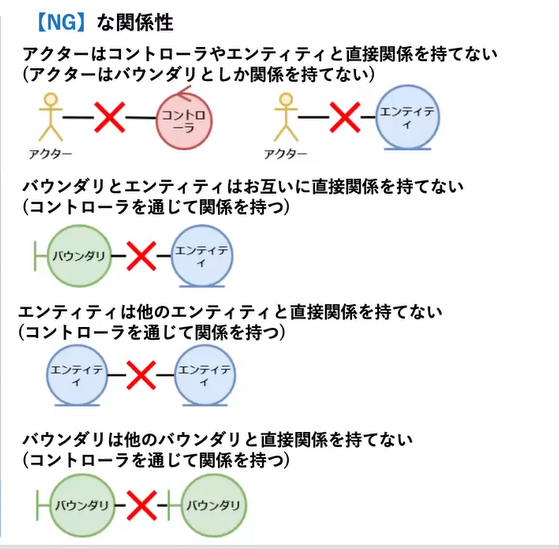 【NG】な関係性
アクターはコントローラやエンティティと直接関係を持てない
(アクターはバウンダリとしか関係を持てない)
アクター
コントロ
ーラ
アクター
エンティテ
ィ
バウンダリとエンティティはお互いに直接関係を持てない
(コントローラを通じて関係を持つ)
バウンダリ
エンティテ
ィ
エンティティは他のエンティティと直接関係を持てない
(コントローラを通じて関係を持つ)
エンティテ
ィ
エンティテ
ィ
バウンダリは他のバウンダリと直接関係を持てない
(コントローラを通じて関係を持つ)
バウンダリ
バウンダリ